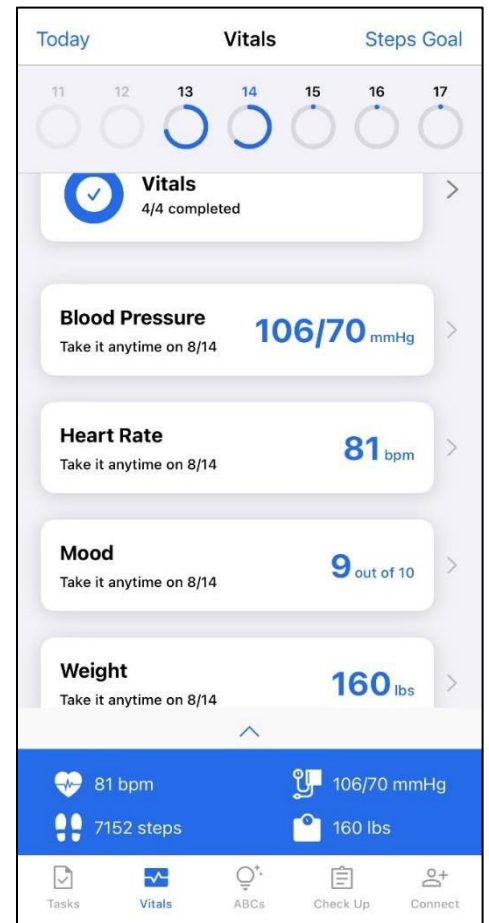 Today Vitals Steps Goal
11 12 13 14 15 16 17
Vitals
4/4 completed
Blood Pressure
Take it anytime on 8/14
106/70 mmHg
Heart Rate
Take it anytime on 8/14
81 bpm
Mood
Take it anytime on 8/14
9 out of 10
Weight
Take it anytime on 8/14
160 lbs
81 bpm 106/70 mmHg
7152 steps 160 lbs
Tasks Vitals ABCs Check Up Connect